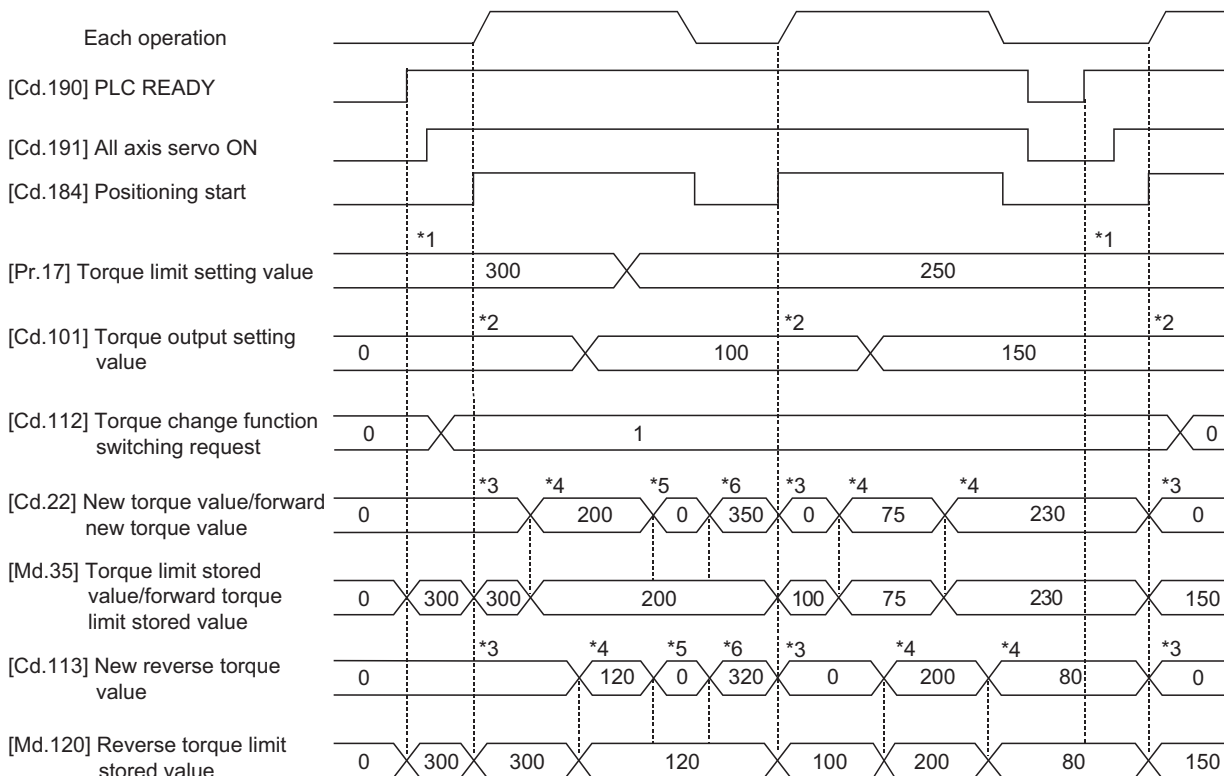 Each operation
[Cd.190] PLC READY
[Cd.191] All axis servo ON
[Cd.184] Positioning start
*1 *1
[Pr.17] Torque limit setting value 300 250
*2 *2 *2
[Cd.101] Torque output setting
value
0 100 150
[Cd.112] Torque change function
switching request
0 1 0
*3 *4 *5 *6 *3 *4 *4 *3
[Cd.22] New torque value/forward
new torque value
0 200 0 350 0 75 230 0
[Md.35] Torque limit stored
value/forward torque
limit stored value
0 300 300 200 100 75 230 150
*3 *4 *5 *6 *3 *4 *4 *3
[Cd.113] New reverse torque
value
0 120 0 320 0 200 80 0
[Md.120] Reverse torque limit
stored value
0 300 300 120 100 200 80 150